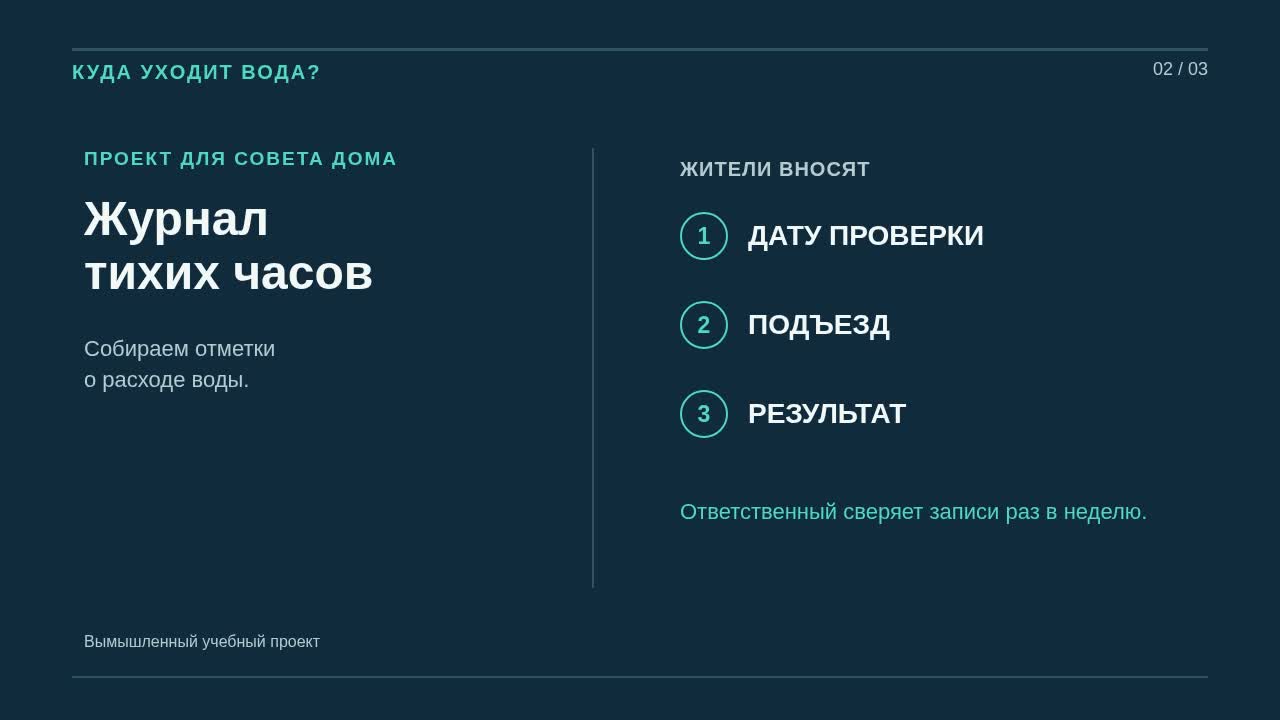 КУДА УХОДИТ ВОДА?
02 / 03
ПРОЕКТ ДЛЯ СОВЕТА ДОМА
Журнал
тихих часов
Собираем отметки
о расходе воды.
ЖИТЕЛИ ВНОСЯТ
1 ДАТУ ПРОВЕРКИ
2 ПОДЪЕЗД
3 РЕЗУЛЬТАТ
Ответственный сверяет записи раз в неделю.
Вымышленный учебный проект